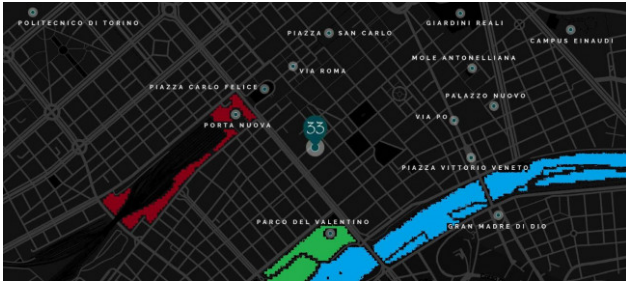 POLITECNICO DI TORINO
GIARDINI REALI
PIAZZA SAN CARLO
CAMPUS EINAUDI
MOLE ANTONELLIANA
VIA ROMA
PIAZZA CARLO FELICE
PALAZZO NUOVO
VIA PO
PORTA NUOVA
33
PIAZZA VITTORIO VENETO
PARCO DEL VALENTINO
GRAN MADRE DI DIO